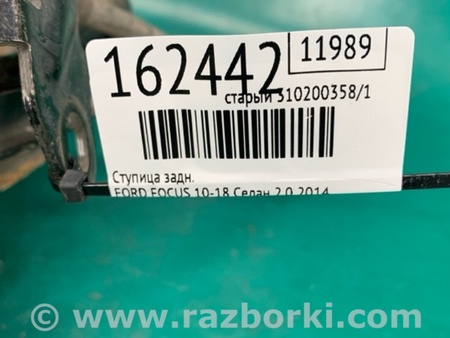 162442
11989
старый 310200358/1
Ступица задн.
FORD FOCUS 10-18 Седан 2.0 2014
© www.razborki.com